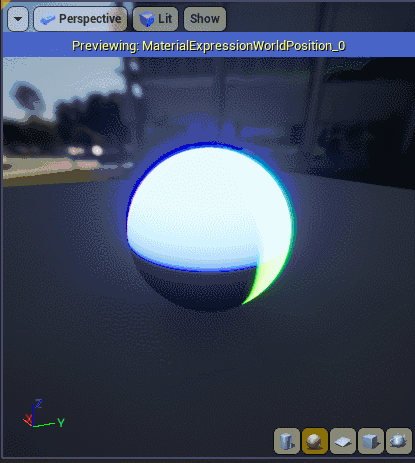 Perspective
Lit
Show
Previewing: MaterialExpressionWorldPosition_0
Z
X
Y